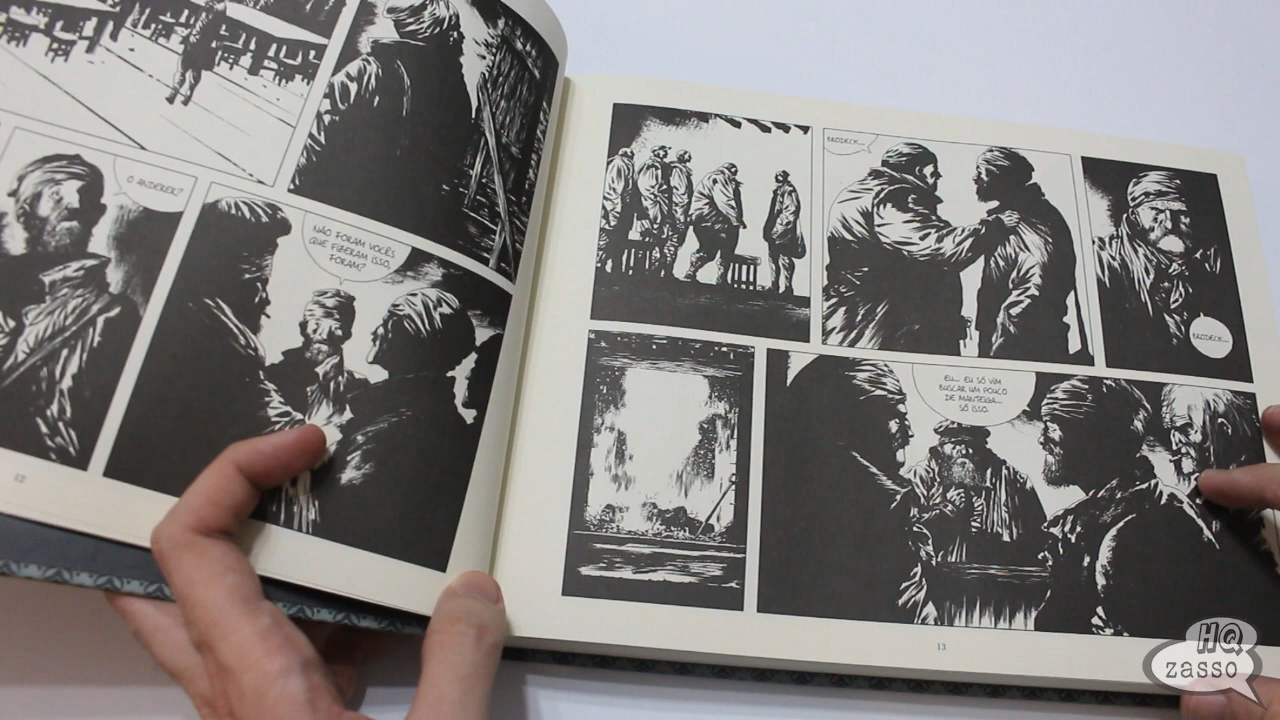 O ANDERER?
NÃO FORAM VOCÊS
QUE FIZERAM ISSO,
FORAM?
12
BRODECK...
BRODECK...
EU... EU SÓ VIM
BUSCAR UM POUCO
DE MANTEIGA...
SÓ ISSO.
13
HQ
zasso